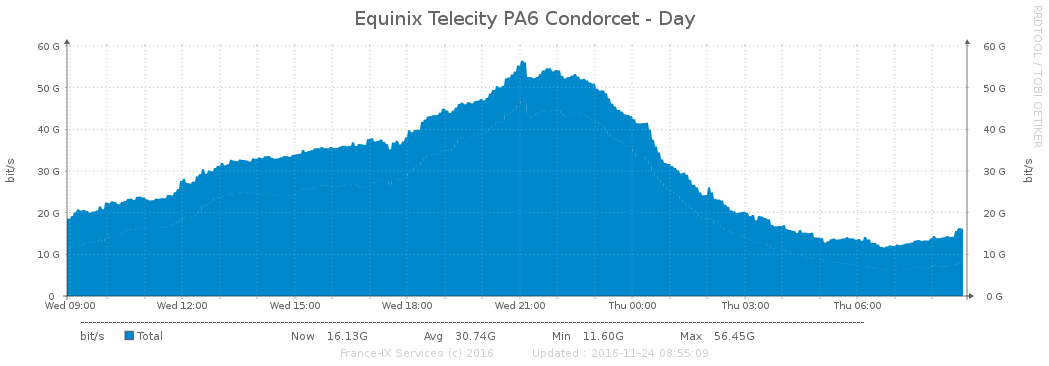 Equinix Telecity PA6 Condorcet - Day
RRDTOOL / TOBI OETIKER
60 G 60 G
50 G 50 G
40 G 40 G
30 G 30 G
20 G 20 G
10 G 10 G
0 0 G
bit/s
bit/s
Wed 09:00 Wed 12:00 Wed 15:00 Wed 18:00 Wed 21:00 Thu 00:00 Thu 03:00 Thu 06:00
bit/s Total Now 16.13G Avg 30.74G Min 11.60G Max 56.45G
France-IX Services (c) 2016 Updated : 2016-11-24 08:55:09